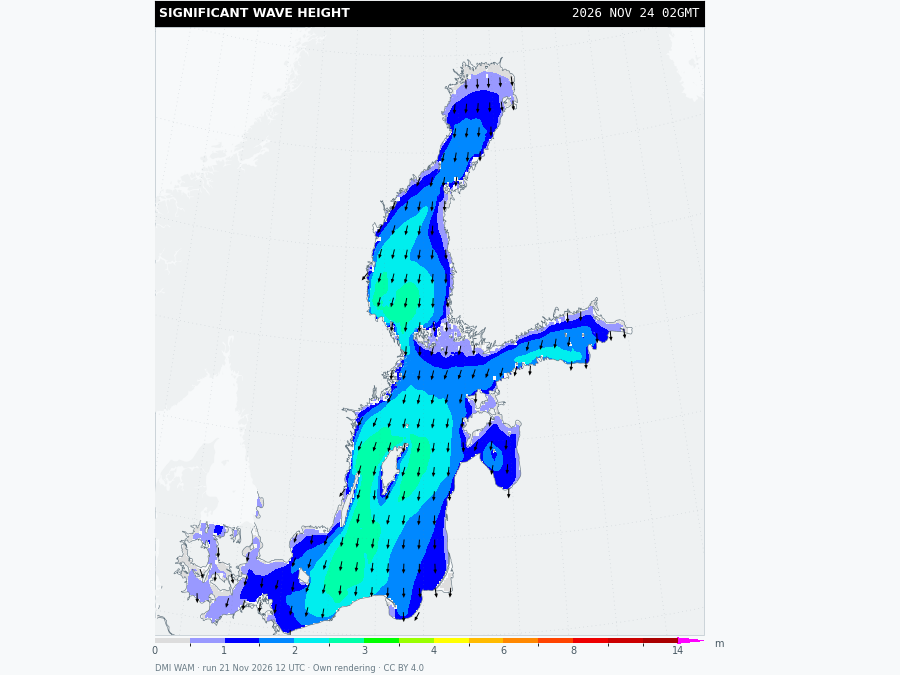 SIGNIFICANT WAVE HEIGHT 2026 NOV 24 02GMT
0 1 2 3 4 6 8 14 m
DMI WAM · run 21 Nov 2026 12 UTC · Own rendering · CC BY 4.0